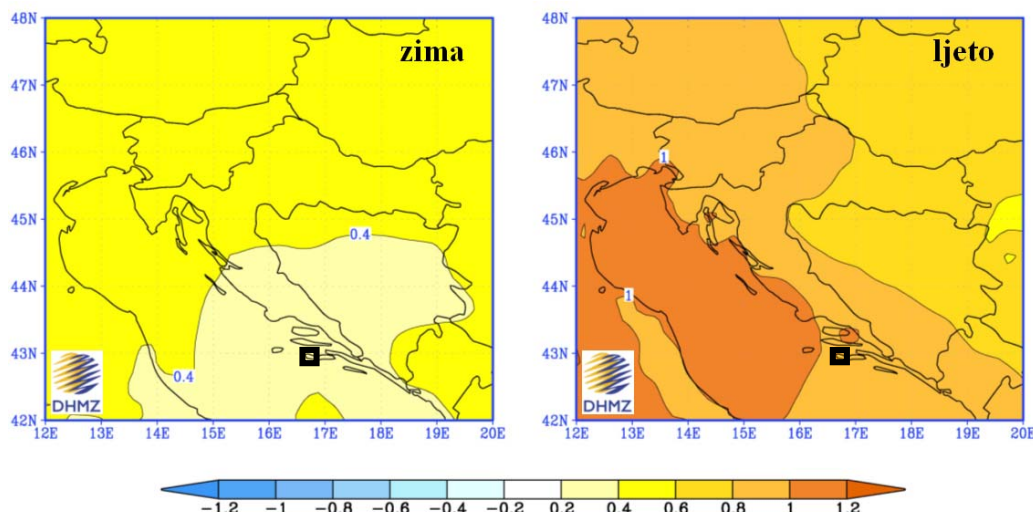 zima
48N
47N
46N
45N
44N
43N
42N
0.4
0.4
DHMZ
12E 13E 14E 15E 16E 17E 18E 19E 20E
ljeto
48N
47N
46N
45N
44N
43N
42N
1
1
DHMZ
12E 13E 14E 15E 16E 17E 18E 19E 20E
-1.2 -1 -0.8 -0.6 -0.4 -0.2 0.2 0.4 0.6 0.8 1 1.2